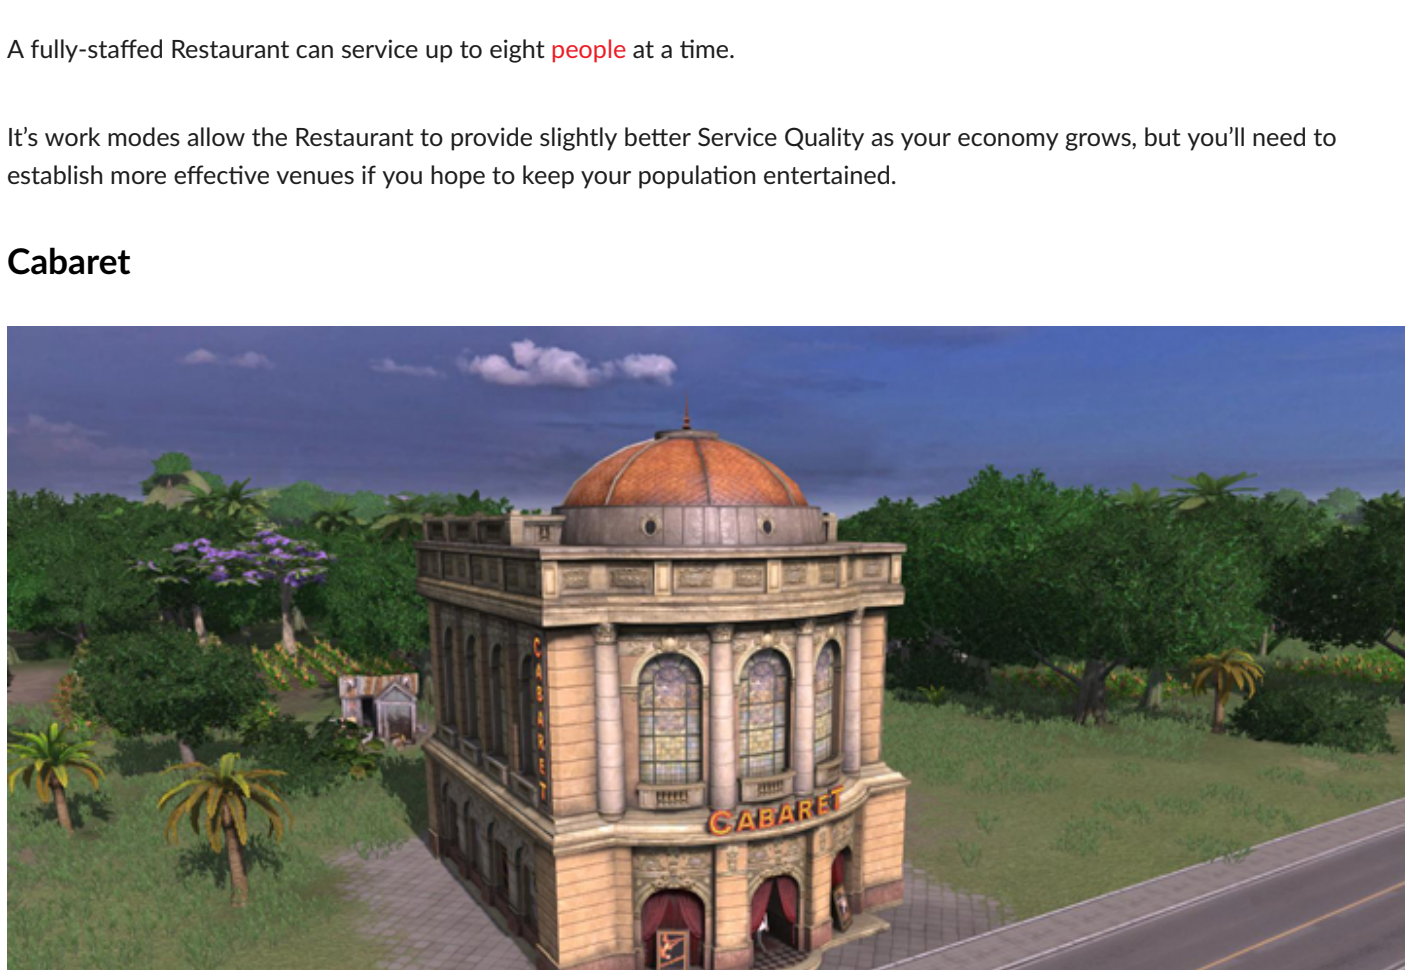 A fully-staffed Restaurant can service up to eight people at a time.
It’s work modes allow the Restaurant to provide slightly better Service Quality as your economy grows, but you’ll need to
establish more effective venues if you hope to keep your population entertained.
Cabaret
CABARET
CABARET